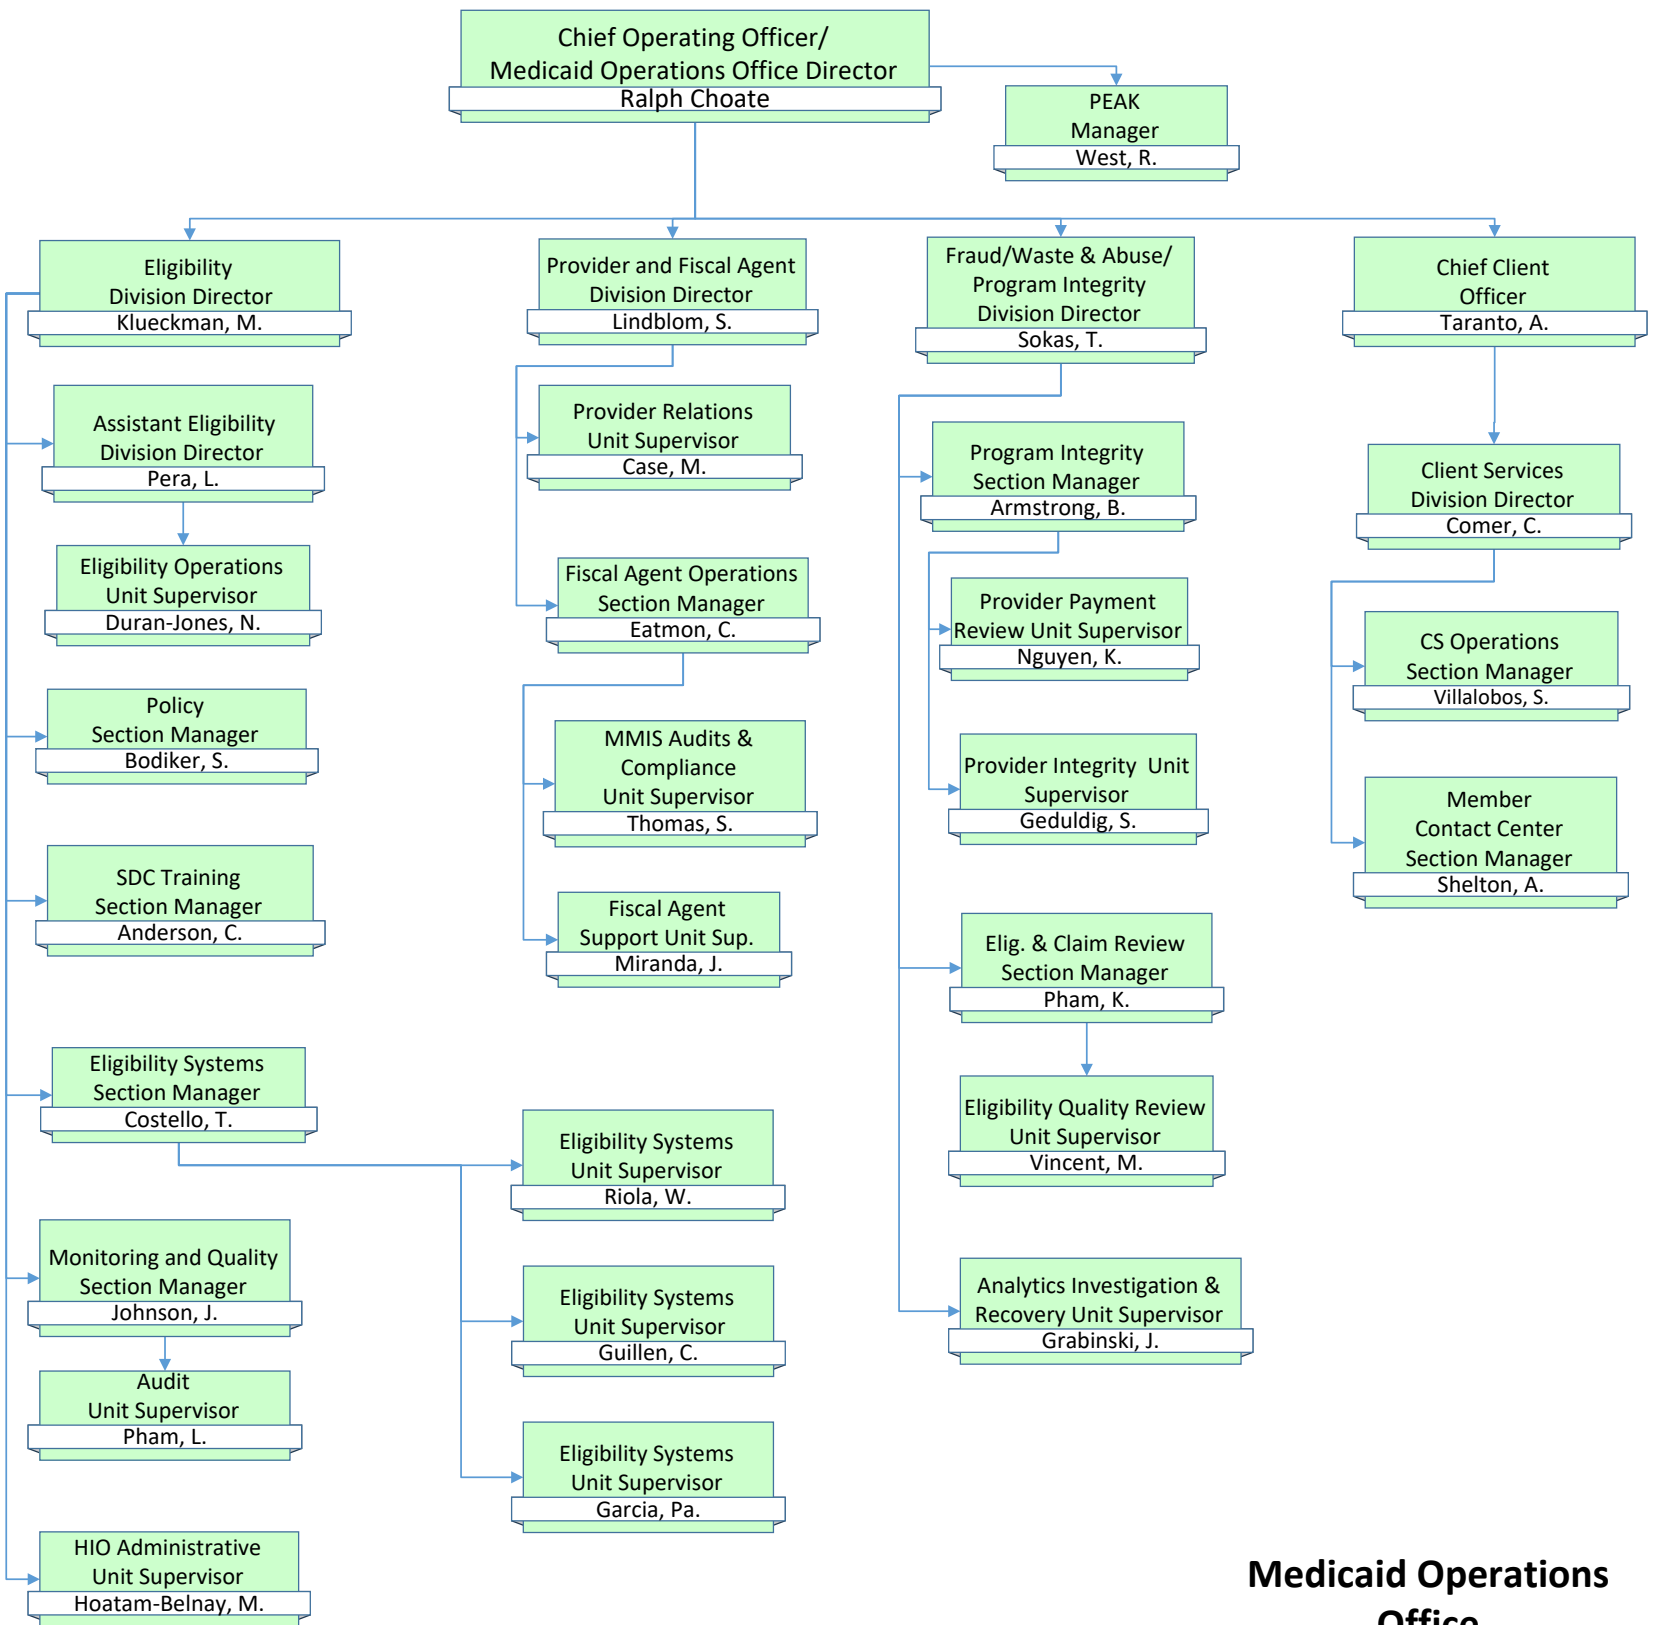 Chief Operating Officer/
Medicaid Operations Office Director
Ralph Choate
PEAK
Manager
West, R.
Eligibility
Division Director
Klueckman, M.
Assistant Eligibility
Division Director
Pera, L.
Eligibility Operations
Unit Supervisor
Duran-Jones, N.
Policy
Section Manager
Bodiker, S.
SDC Training
Section Manager
Anderson, C.
Eligibility Systems
Section Manager
Costello, T.
Eligibility Systems
Unit Supervisor
Riola, W.
Eligibility Systems
Unit Supervisor
Guillen, C.
Eligibility Systems
Unit Supervisor
Garcia, Pa.
Monitoring and Quality
Section Manager
Johnson, J.
Audit
Unit Supervisor
Pham, L.
HIO Administrative
Unit Supervisor
Hoatam-Belnay, M.
Provider and Fiscal Agent
Division Director
Lindblom, S.
Provider Relations
Unit Supervisor
Case, M.
Fiscal Agent Operations
Section Manager
Eatmon, C.
MMIS Audits &
Compliance
Unit Supervisor
Thomas, S.
Fiscal Agent
Support Unit Sup.
Miranda, J.
Fraud/Waste & Abuse/
Program Integrity
Division Director
Sokas, T.
Program Integrity
Section Manager
Armstrong, B.
Provider Payment
Review Unit Supervisor
Nguyen, K.
Provider Integrity Unit
Supervisor
Geduldig, S.
Elig. & Claim Review
Section Manager
Pham, K.
Eligibility Quality Review
Unit Supervisor
Vincent, M.
Analytics Investigation &
Recovery Unit Supervisor
Grabinski, J.
Chief Client
Officer
Taranto, A.
Client Services
Division Director
Comer, C.
CS Operations
Section Manager
Villalobos, S.
Member
Contact Center
Section Manager
Shelton, A.
Medicaid Operations
Office